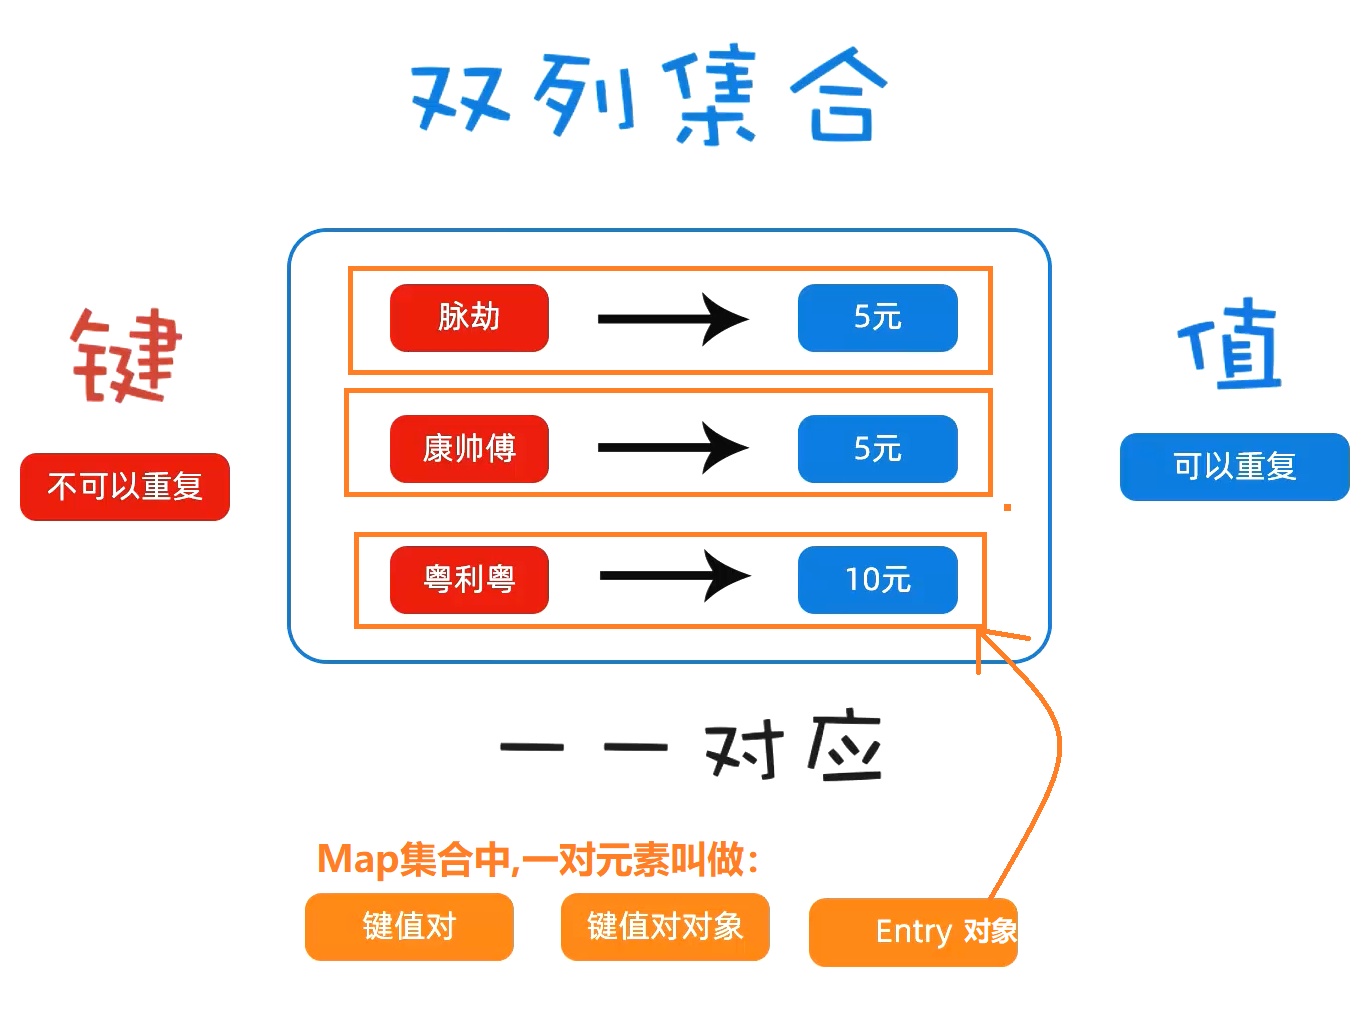 双列集合
键
不可以重复
脉劫
5元
康帅傅
5元
粤利粤
10元
值
可以重复
一一对应
Map集合中,一对元素叫做：
键值对
键值对对象
Entry 对象